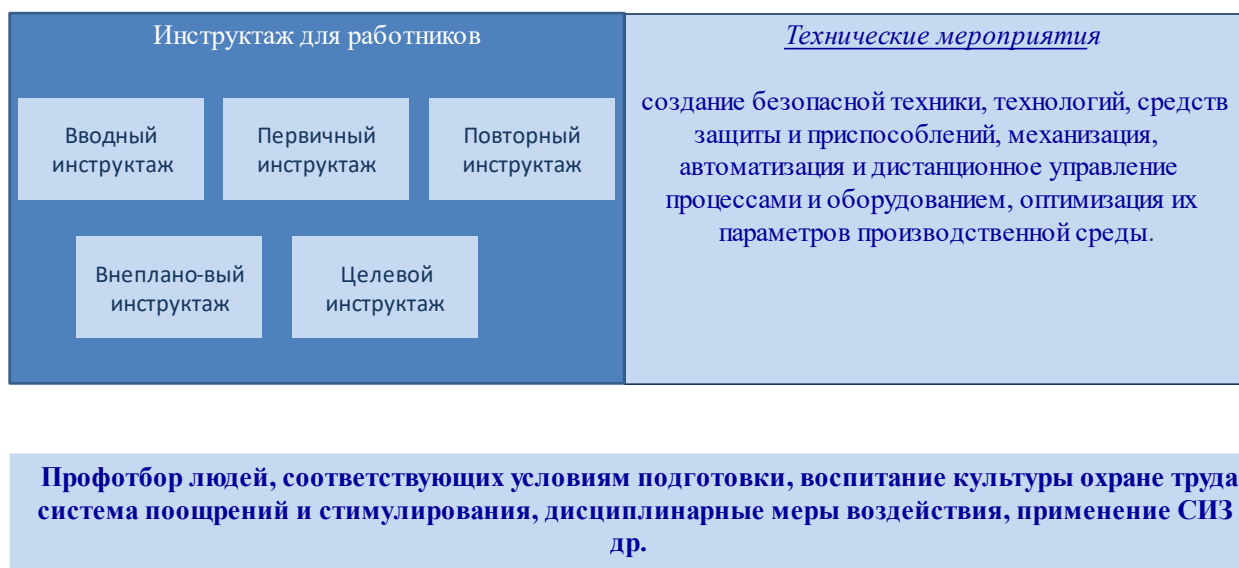 Инструктаж для работников
Вводный
инструктаж
Первичный
инструктаж
Повторный
инструктаж
Внеплано-вый
инструктаж
Целевой
инструктаж
Технические мероприятия
создание безопасной техники, технологий, средств
защиты и приспособлений, механизация,
автоматизация и дистанционное управление
процессами и оборудованием, оптимизация их
параметров производственной среды.
Профотбор людей, соответствующих условиям подготовки, воспитание культуры охране труда
система поощрений и стимулирования, дисциплинарные меры воздействия, применение СИЗ
др.